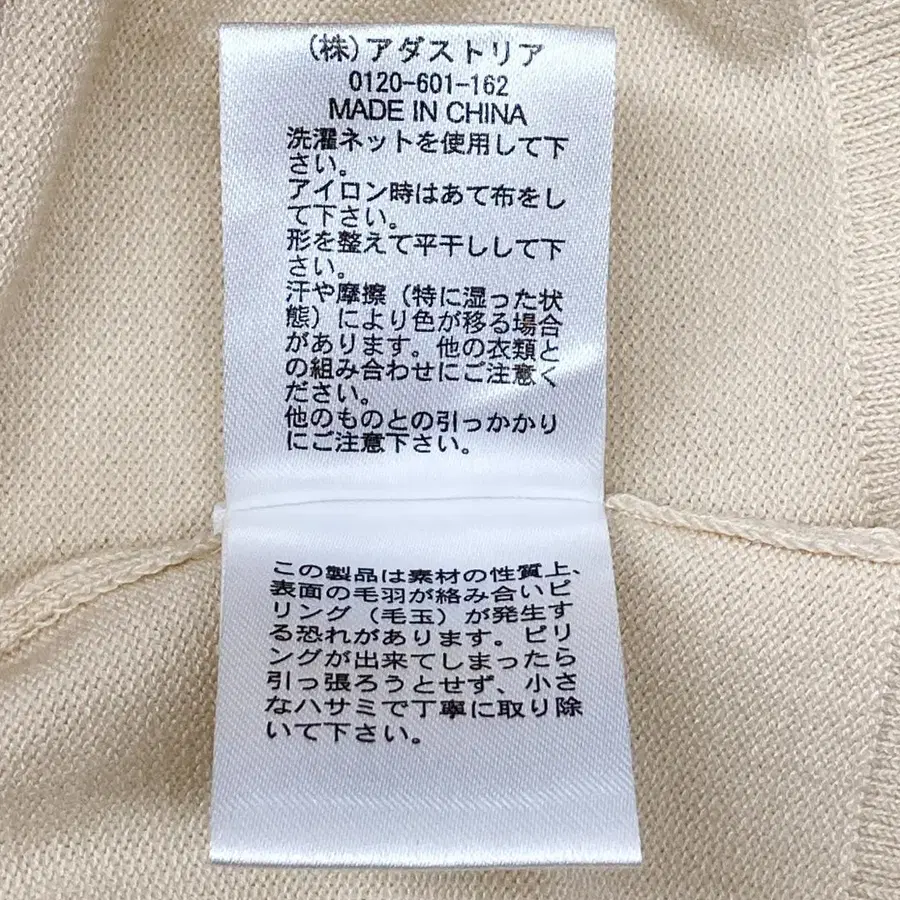 (株)アダストリア
0120-601-162
MADE IN CHINA
洗濯ネットを使用して下
さい。
アイロン時はあて布をし
て下さい。
形を整えて平干しして下
さい。
汗や摩擦（特に湿った状
態）により色が移る場合
があります。他の衣類と
の組み合わせにご注意く
ださい。
他のものとの引っかかり
にご注意下さい。
この製品は素材の性質上、
表面の毛羽が絡み合いピ
リング（毛玉）が発生す
る恐れがあります。ピリ
ングが出来てしまったら
引っ張ろうとせず、小さ
なハサミで丁寧に取り除
いて下さい。